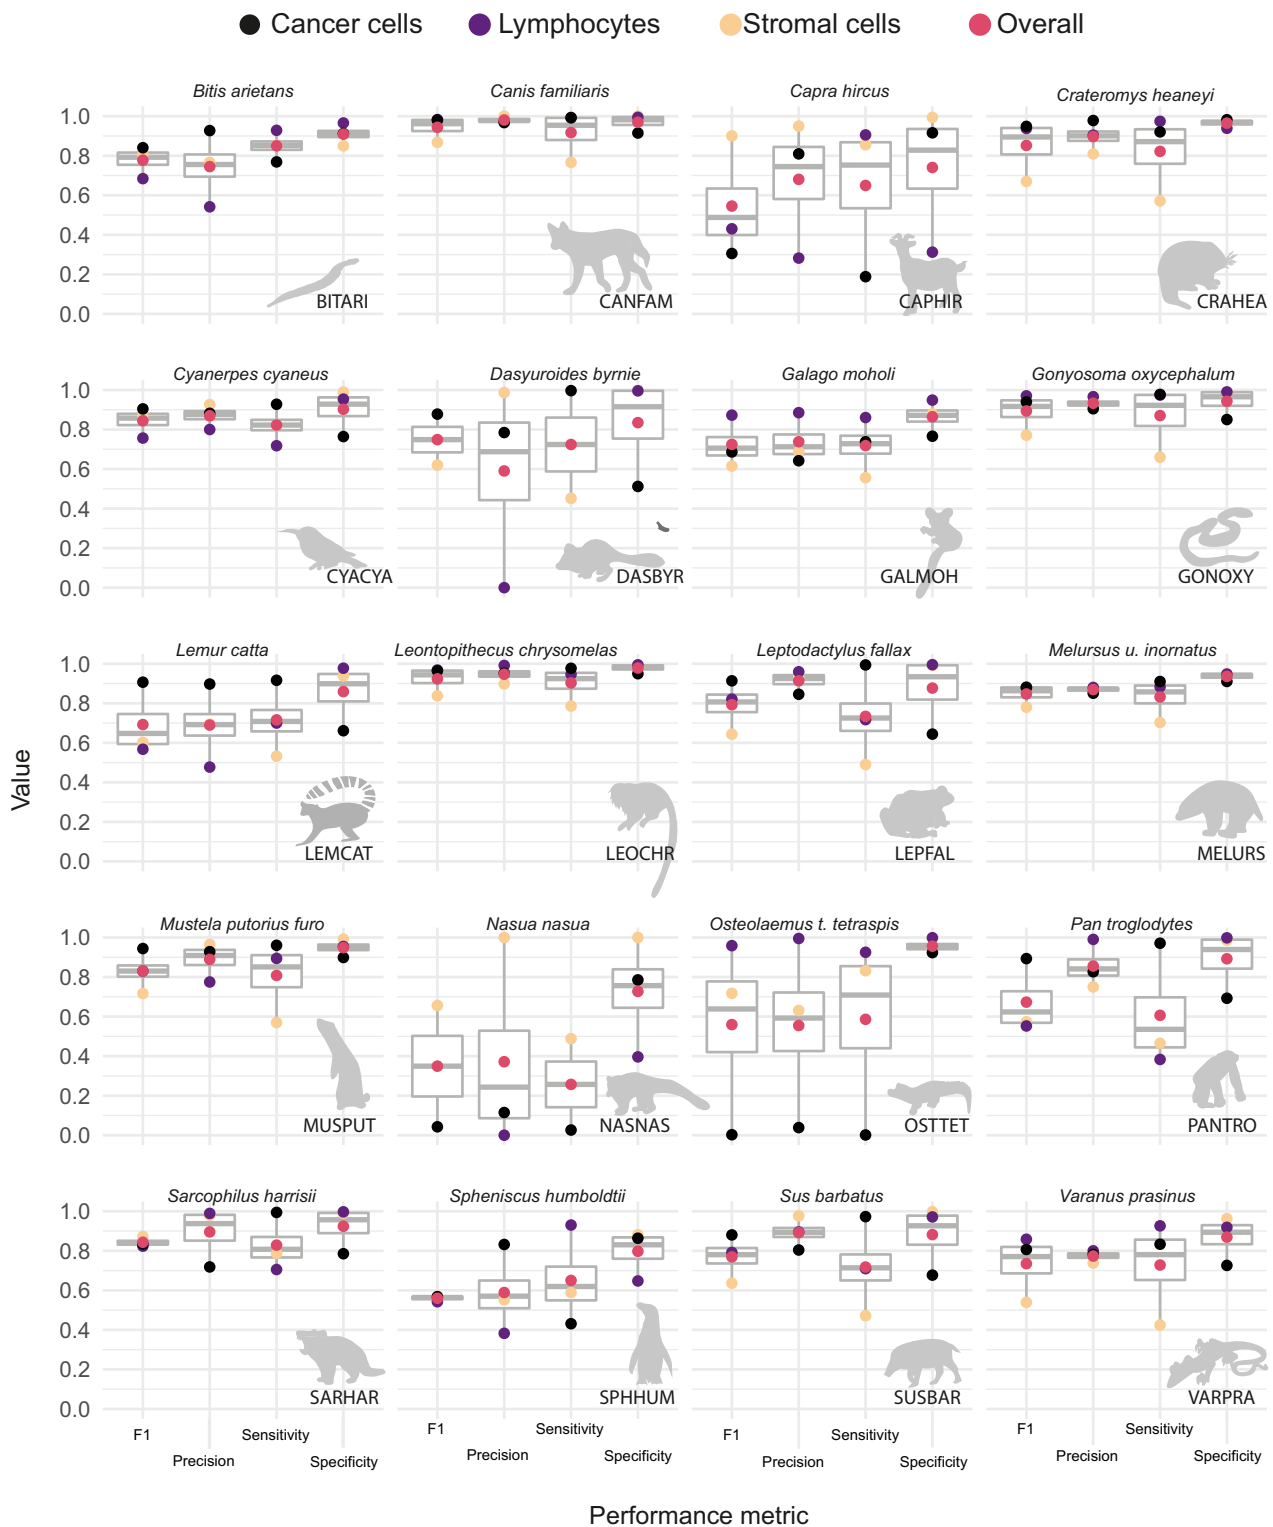 Cancer cells Lymphocytes Stromal cells Overall
Bitis arietans Canis familiaris Capra hircus Crateromys heaneyi
1.0
0.8
0.6
0.4
0.2
0.0
BITARI CANFAM CAPHIR CRAHEA
Cyanerpes cyaneus Dasyuroides byrnie Galago moholi Gonyosoma oxycephalum
1.0
0.8
0.6
0.4
0.2
0.0
CYACYA DASBYR GALMOH GONOXY
Lemur catta Leontopithecus chrysomelas Leptodactylus fallax Melursus u. inornatus
1.0
0.8
0.6
0.4
0.2
0.0
LEMCAT LEOCHR LEPFAL MELURS
Value
Mustela putorius furo Nasua nasua Osteolaemus t. tetraspis Pan troglodytes
1.0
0.8
0.6
0.4
0.2
0.0
MUSPUT NASNAS OSTTET PANTRO
Sarcophilus harrisii Spheniscus humboldtii Sus barbatus Varanus prasinus
1.0
0.8
0.6
0.4
0.2
0.0
SARHAR SPHHUM SUSBAR VARPRA
F1 Sensitivity F1 Sensitivity F1 Sensitivity F1 Sensitivity
Precision Specificity Precision Specificity Precision Specificity Precision Specificity
Performance metric